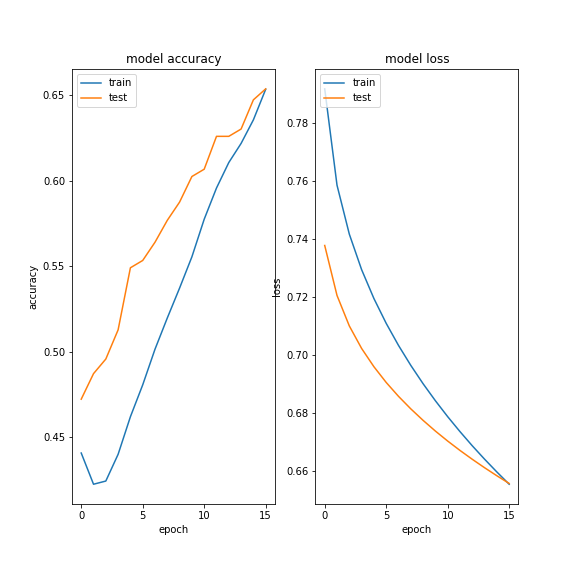 model accuracy
train
test
0.65
0.60
0.55
0.50
0.45
accuracy
0
5
10
15
epoch
model loss
train
test
0.78
0.76
0.74
0.72
0.70
0.68
0.66
loss
0
5
10
15
epoch